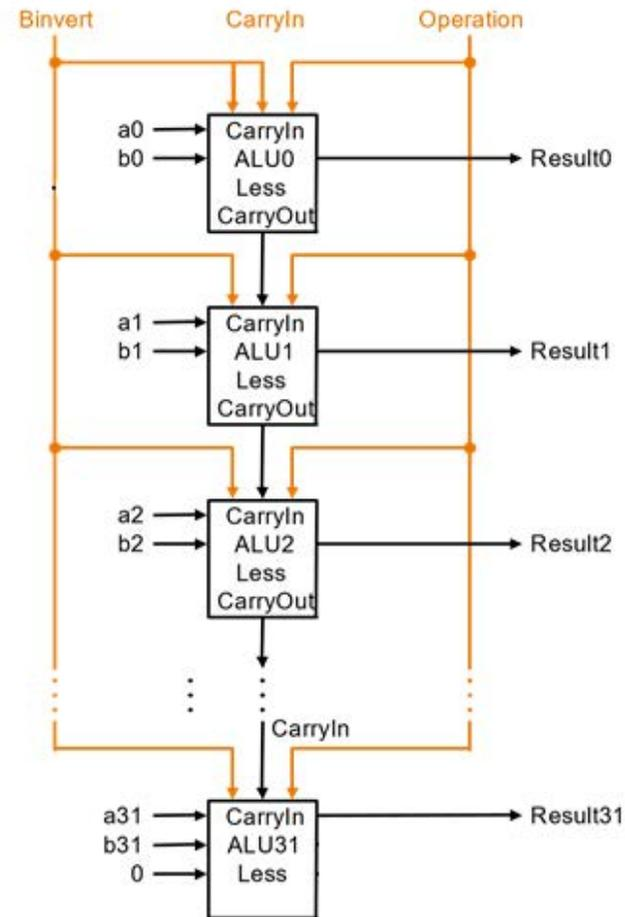 Binvert CarryIn Operation
a0 CarryIn
b0 ALU0 Result0
Less
CarryOut
a1 CarryIn
b1 ALU1 Result1
Less
CarryOut
a2 CarryIn
b2 ALU2 Result2
Less
CarryOut
CarryIn
a31 CarryIn Result31
b31 ALU31
0 Less